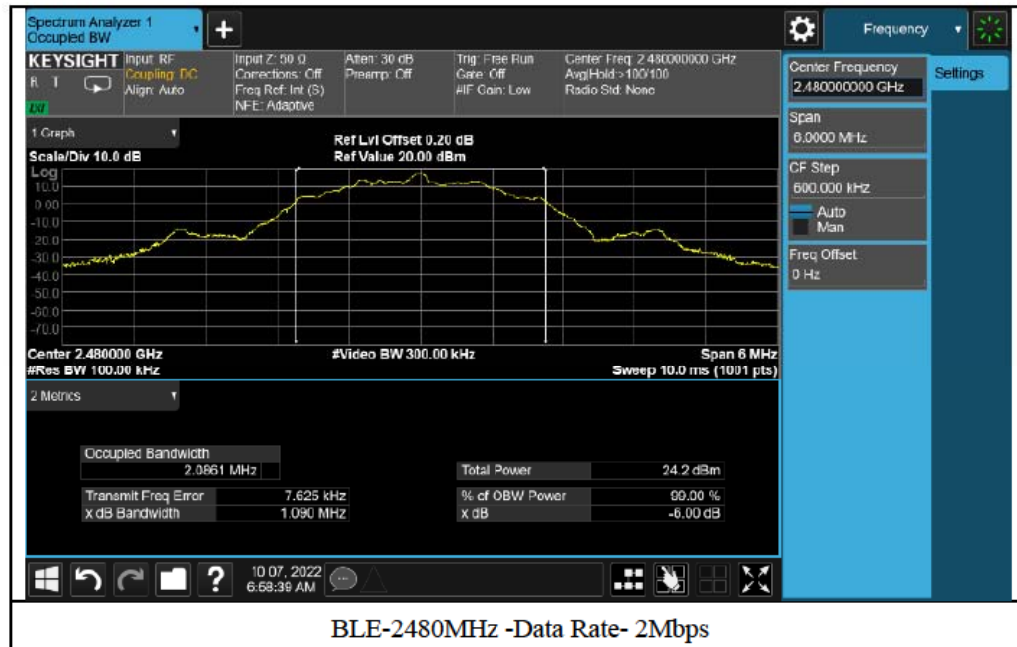 Spectrum Analyzer 1
Occupied BW
+
Frequency
KEYSIGHT
R T
Input: RF
Coupling: DC
Align: Auto
Input Z: 50 Ω
Corrections: Off
Freq Ref: Int (S)
NFE: Adaptive
Atten: 30 dB
Preamp: Off
Trig: Free Run
Gate: Off
#IF Gain: Low
Center Freq: 2.480000000 GHz
Avg|Hold:>100/100
Radio Std: None
Center Frequency
2.480000000 GHz
Settings
Span
6.0000 MHz
CF Step
600.000 kHz
Auto
Man
Freq Offset
0 Hz
1 Graph
Scale/Div 10.0 dB
Ref Lvl Offset 0.20 dB
Ref Value 20.00 dBm
Log
10.0
0.00
-10.0
-20.0
-30.0
-40.0
-50.0
-60.0
-70.0
Center 2.480000 GHz
#Res BW 100.00 kHz
#Video BW 300.00 kHz
Span 6 MHz
Sweep 10.0 ms (1001 pts)
2 Metrics
Occupied Bandwidth
2.0861 MHz
Total Power 24.2 dBm
Transmit Freq Error 7.625 kHz
% of OBW Power 99.00 %
x dB Bandwidth 1.090 MHz
x dB -6.00 dB
?
10 07, 2022
6:58:39 AM
BLE-2480MHz -Data Rate- 2Mbps